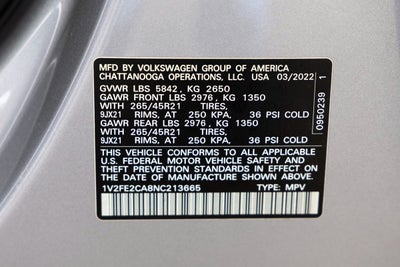 MFD BY VOLKSWAGEN GROUP OF AMERICA
CHATTANOOGA OPERATIONS, LLC. USA 03/2022
GVWR LBS 5842, KG 2650
GAWR FRONT LBS 2976, KG 1350
WITH 265/45R21 TIRES,
9JX21 RIMS, AT 250 KPA, 36 PSI COLD
GAWR REAR LBS 2976, KG 1350
WITH 265/45R21 TIRES,
9JX21 RIMS, AT 250 KPA, 36 PSI COLD
THIS VEHICLE CONFORMS TO ALL APPLICABLE
U.S. FEDERAL MOTOR VEHICLE SAFETY AND
THEFT PREVENTION STANDARDS IN EFFECT ON
THE DATE OF MANUFACTURE SHOWN ABOVE
1V2FE2CA8NC213665 TYPE: MPV
0950239 1